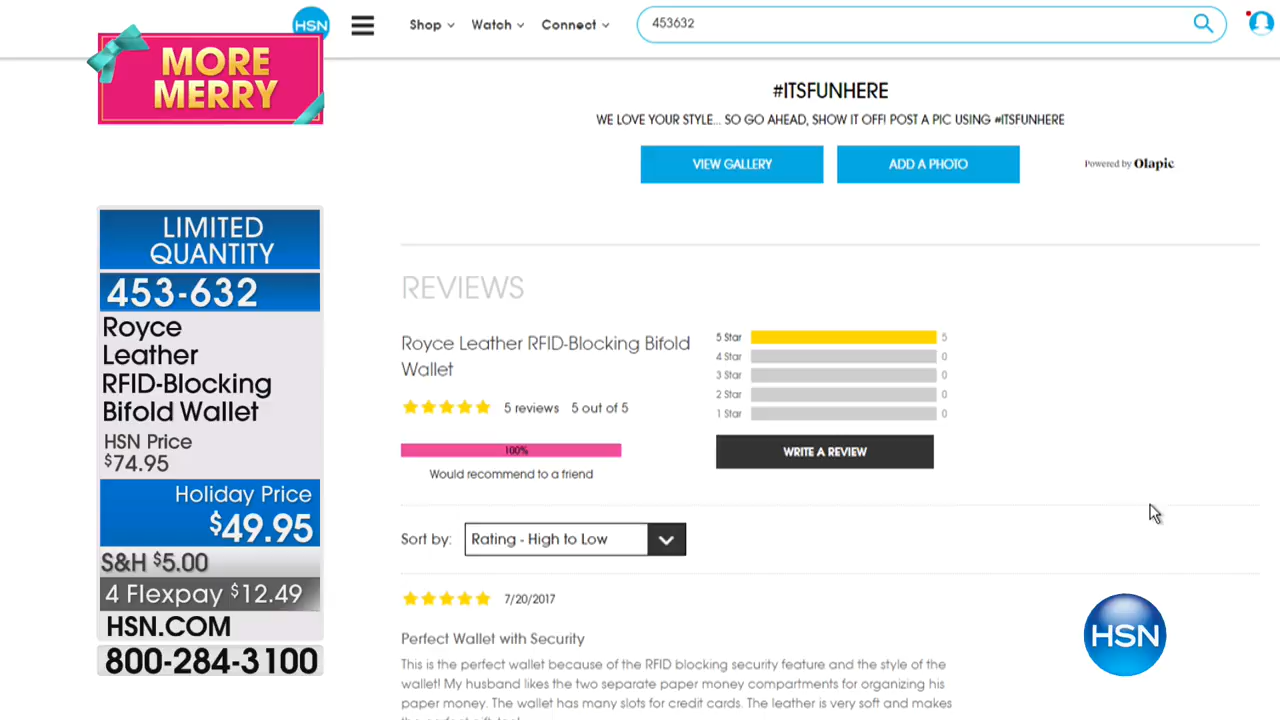 HSN
Shop
Watch
Connect
453632
MORE
MERRY
#ITSFUNHERE
WE LOVE YOUR STYLE... SO GO AHEAD, SHOW IT OFF! POST A PIC USING #ITSFUNHERE
VIEW GALLERY
ADD A PHOTO
Powered by Olapic
LIMITED
QUANTITY
453-632
Royce
Leather
RFID-Blocking
Bifold Wallet
HSN Price
$74.95
Holiday Price
$49.95
S&H $5.00
4 Flexpay $12.49
HSN.COM
800-284-3100
REVIEWS
Royce Leather RFID-Blocking Bifold
Wallet
5 reviews 5 out of 5
100%
Would recommend to a friend
5 Star 5
4 Star 0
3 Star 0
2 Star 0
1 Star 0
WRITE A REVIEW
Sort by: Rating - High to Low
7/20/2017
Perfect Wallet with Security
This is the perfect wallet because of the RFID blocking security feature and the style of the
wallet! My husband likes the two separate paper money compartments for organizing his
paper money. The wallet has many slots for credit cards. The leather is very soft and makes
HSN